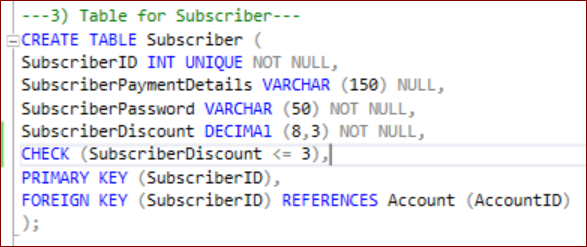 ---3) Table for Subscriber---
CREATE TABLE Subscriber (
SubscriberID INT UNIQUE NOT NULL,
SubscriberPaymentDetails VARCHAR (150) NULL,
SubscriberPassword VARCHAR (50) NOT NULL,
SubscriberDiscount DECIMAl (8,3) NOT NULL,
CHECK (SubscriberDiscount <= 3),
PRIMARY KEY (SubscriberID),
FOREIGN KEY (SubscriberID) REFERENCES Account (AccountID)
);